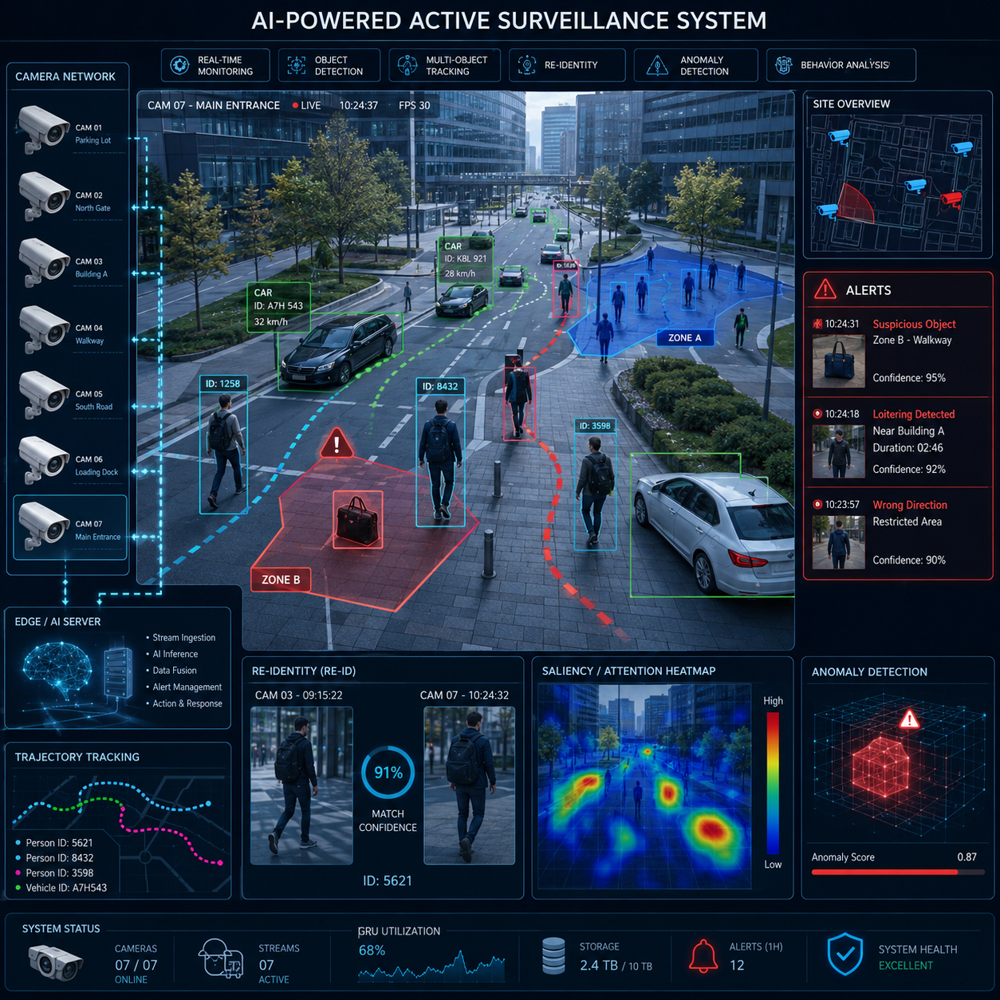 AI-POWERED ACTIVE SURVEILLANCE SYSTEM
REAL-TIME
MONITORING
OBJECT
DETECTION
MULTI-OBJECT
TRACKING
RE-IDENTITY
ANOMALY
DETECTION
BEHAVIOR ANALYSIS
CAMERA NETWORK
CAM 01
Parking Lot
CAM 02
North Gate
CAM 03
Building A
CAM 04
Walkway
CAM 05
South Road
CAM 06
Loading Dock
CAM 07
Main Entrance
CAM 07 - MAIN ENTRANCE
LIVE
10:24:37
FPS 30
CAR
ID: KBL 921
28 km/h
CAR
ID: A7H 543
32 km/h
ZONE A
ID: 1258
ID: 8432
ID: 3598
ZONE B
SITE OVERVIEW
ALERTS
10:24:31 Suspicious Object
Zone B - Walkway
Confidence: 95%
10:24:18 Loitering Detected
Near Building A
Duration: 02:46
Confidence: 92%
10:23:57 Wrong Direction
Restricted Area
Confidence: 90%
EDGE / AI SERVER
• Stream Ingestion
• AI Inference
• Data Fusion
• Alert Management
• Action & Response
TRAJECTORY TRACKING
Person ID: 5621
Person ID: 8432
Person ID: 3598
Vehicle ID: A7H543
RE-IDENTITY (RE-ID)
CAM 03 - 09:15:22
CAM 07 - 10:24:32
91%
MATCH
CONFIDENCE
ID: 5621
SALIENCY / ATTENTION HEATMAP
High
Low
ANOMALY DETECTION
Anomaly Score 0.87
SYSTEM STATUS
CAMERAS
07 / 07
ONLINE
STREAMS
07
ACTIVE
GRU UTILIZATION
68%
STORAGE
2.4 TB / 10 TB
ALERTS (1H)
12
SYSTEM HEALTH
EXCELLENT